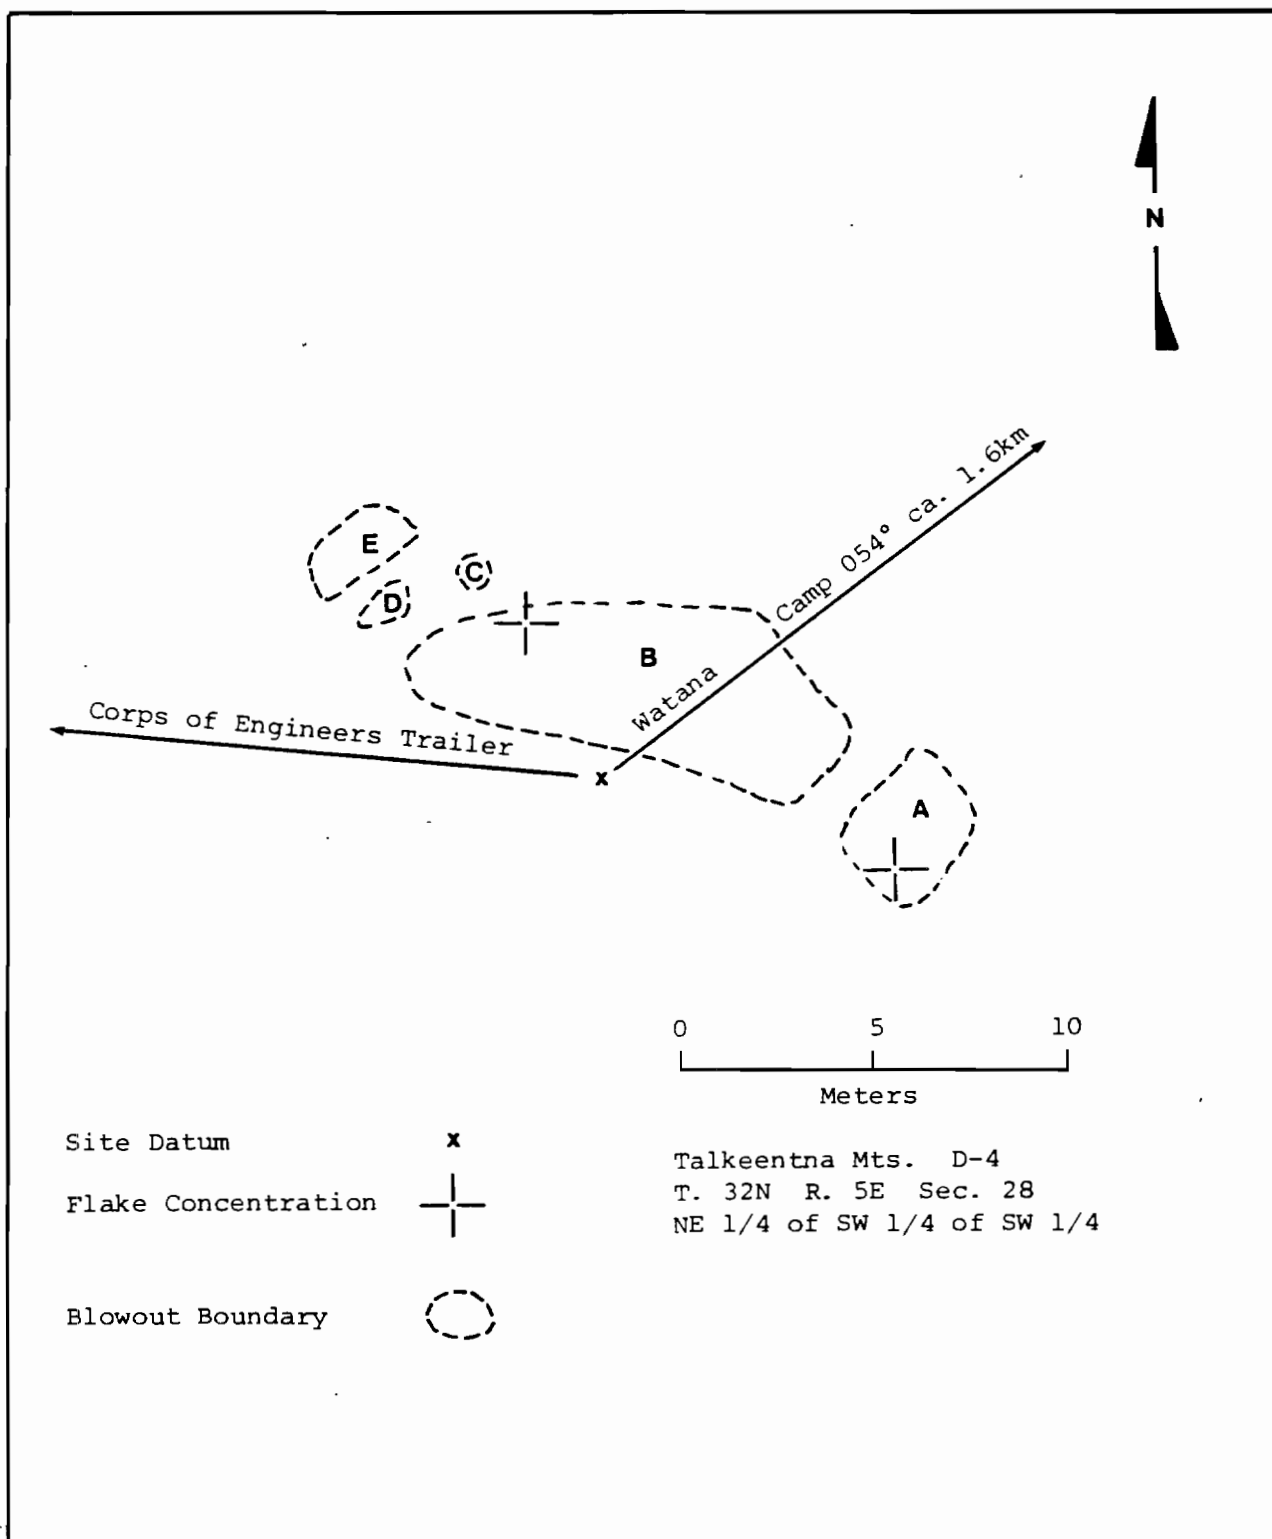 N
Watana Camp 054° ca. 1.6km
E
C
D
B
Corps of Engineers Trailer
x
A
0 5 10
Meters
Site Datum x
Flake Concentration
Blowout Boundary
Talkeentna Mts. D-4
T. 32N R. 5E Sec. 28
NE 1/4 of SW 1/4 of SW 1/4